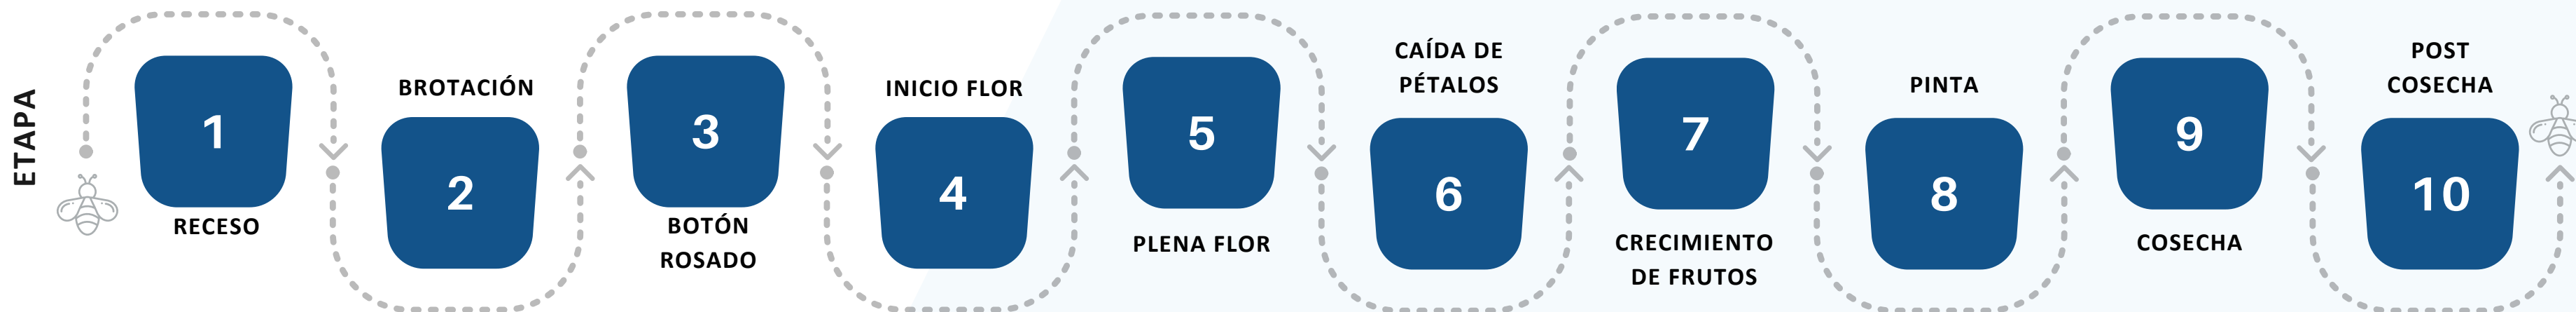 ETAPA
1
RECESO
BROTACIÓN
2
3
BOTÓN
ROSADO
INICIO FLOR
4
5
PLENA FLOR
CAÍDA DE
PÉTALOS
6
7
CRECIMIENTO
DE FRUTOS
PINTA
8
9
COSECHA
POST
COSECHA
10